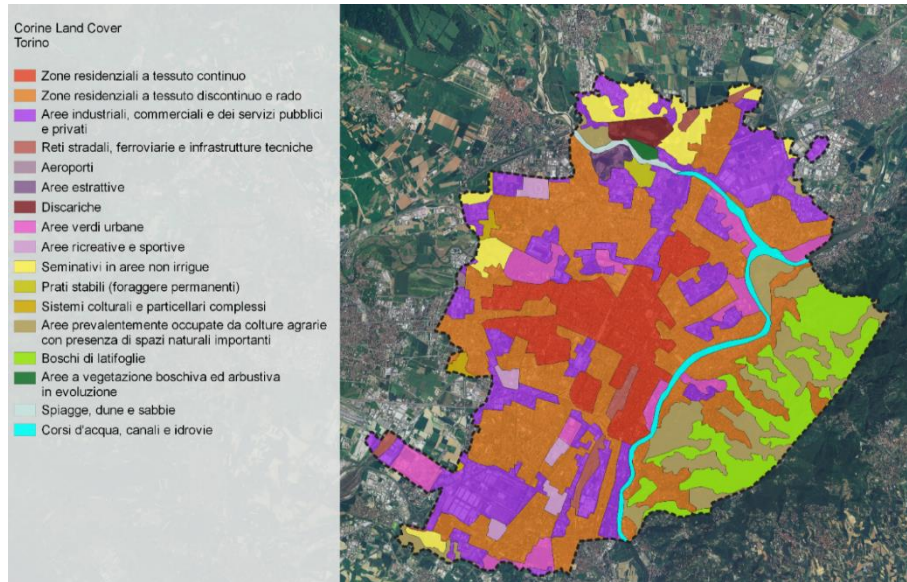 Corine Land Cover
Torino
Zone residenziali a tessuto continuo
Zone residenziali a tessuto discontinuo e rado
Aree industriali, commerciali e dei servizi pubblici
e privati
Reti stradali, ferroviarie e infrastrutture tecniche
Aeroporti
Aree estrattive
Discariche
Aree verdi urbane
Aree ricreative e sportive
Seminativi in aree non irrigue
Prati stabili (foraggere permanenti)
Sistemi colturali e particellari complessi
Aree prevalentemente occupate da colture agrarie
con presenza di spazi naturali importanti
Boschi di latifoglie
Aree a vegetazione boschiva ed arbustiva
in evoluzione
Spiagge, dune e sabbie
Corsi d'acqua, canali e idrovie